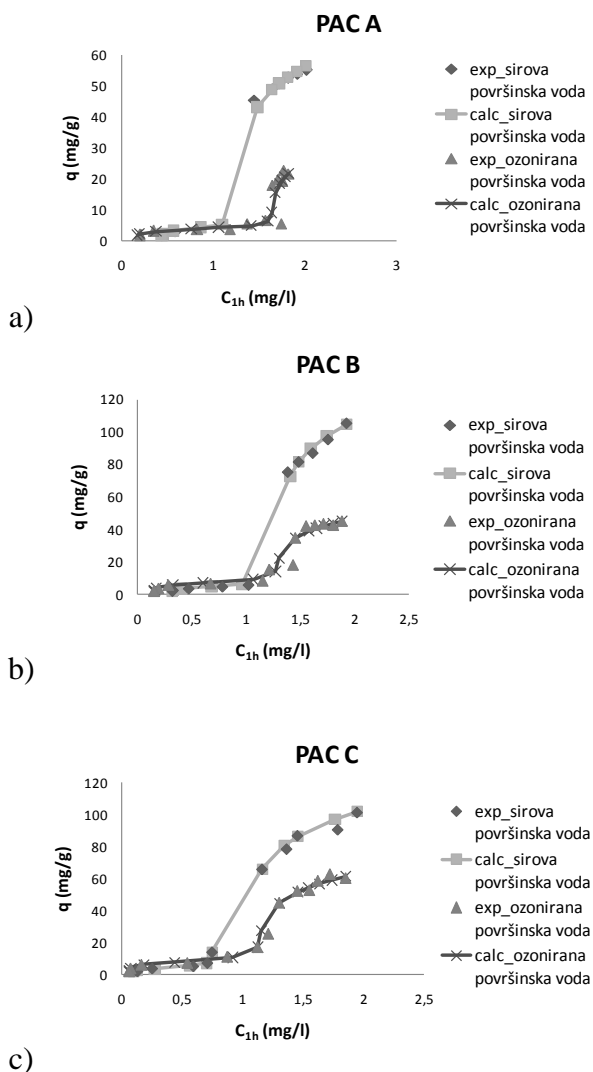 PAC A
60
50
40
30
20
10
0
q (mg/g)
0 1 2 3
C1h (mg/l)
exp_sirova
površinska voda
calc_sirova
površinska voda
exp_ozonirana
površinska voda
calc_ozonirana
površinska voda
a)
PAC B
120
100
80
60
40
20
0
q (mg/g)
0 0,5 1 1,5 2 2,5
C1h (mg/l)
exp_sirova
površinska voda
calc_sirova
površinska voda
exp_ozonirana
površinska voda
calc_ozonirana
površinska voda
b)
PAC C
120
100
80
60
40
20
0
q (mg/g)
0 0,5 1 1,5 2 2,5
C1h (mg/l)
exp_sirova
površinska voda
calc_sirova
površinska voda
exp_ozonirana
površinska voda
calc_ozonirana
površinska voda
c)